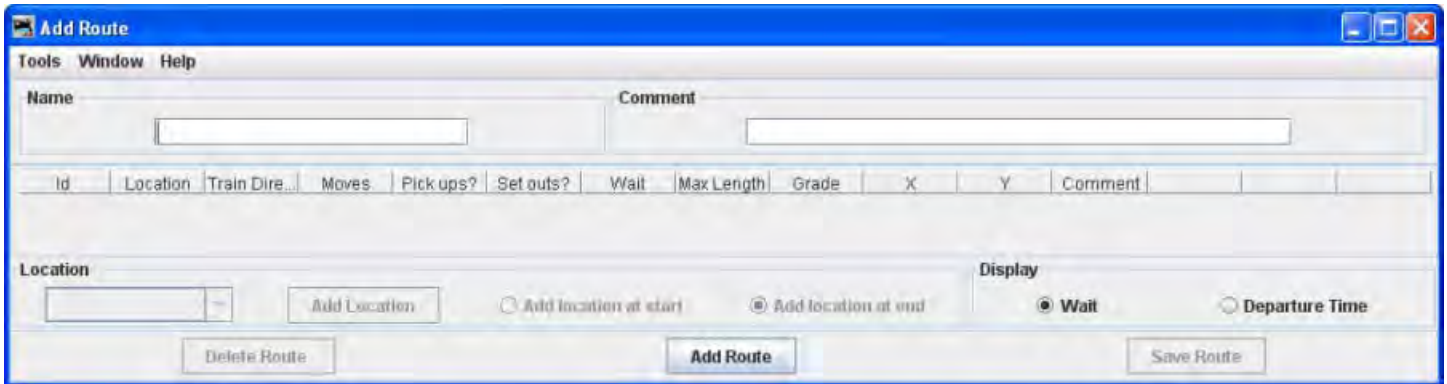 Add Route
Tools Window Help
Name Comment
Id Location Train Dire... Moves Pick ups? Set outs? Wait Max Length Grade X Y Comment
Location Display
Add Location Add location at start Add location at end Wait Departure Time
Delete Route Add Route Save Route